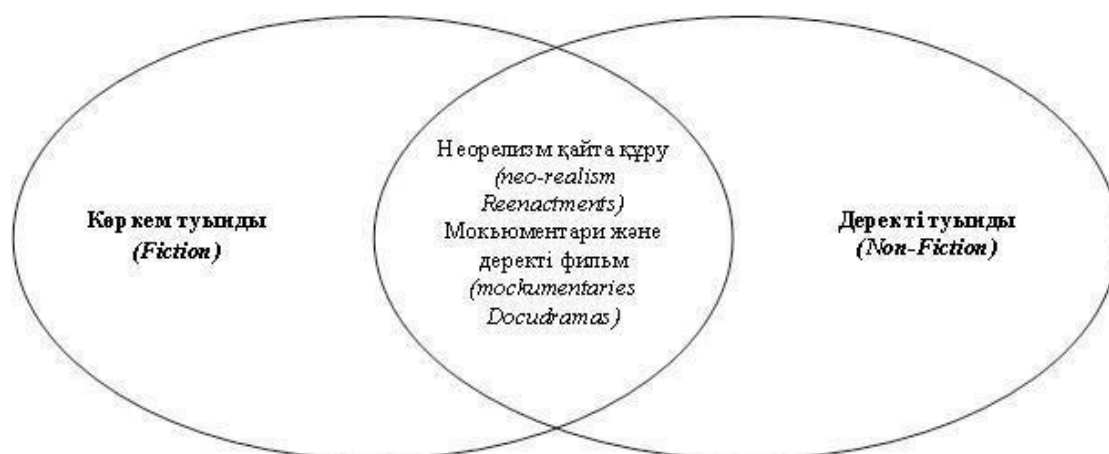 Көркем туынды
(Fiction)
Неорелизм қайта құру
(neo-realism
Reenactments)
Мокьюментари және
деректі фильм
(mockumentaries
Docudramas)
Деректі туынды
(Non-Fiction)